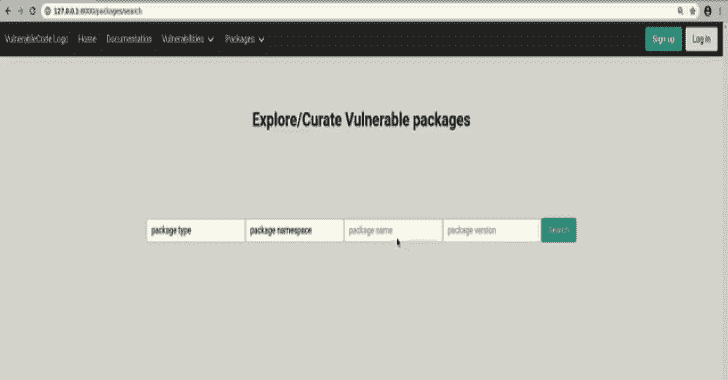 127.0.0.1:8000/packages/search
VulnerableCode Logo Home Documentation Vulnerabilities Packages Sign up Log in
Explore/Curate Vulnerable packages
package type package namespace package name package version Search